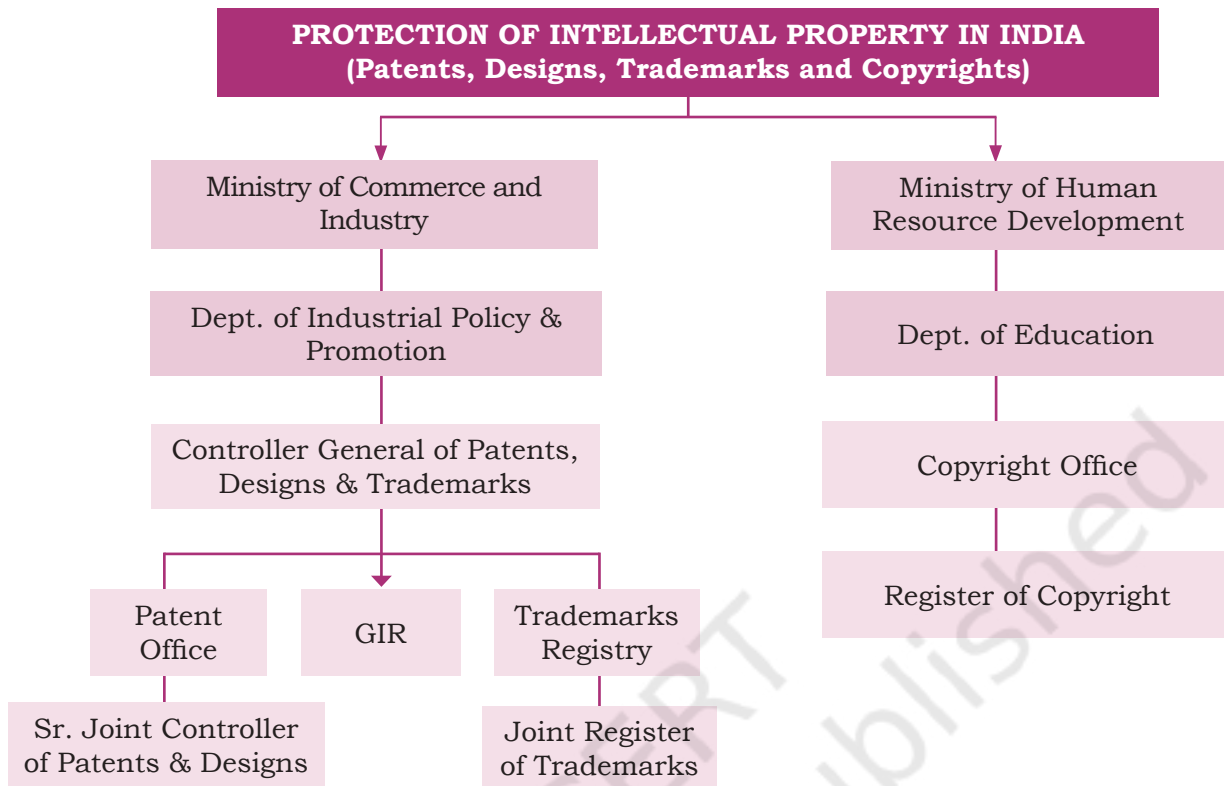 PROTECTION OF INTELLECTUAL PROPERTY IN INDIA
(Patents, Designs, Trademarks and Copyrights)
Ministry of Commerce and
Industry
Ministry of Human
Resource Development
Dept. of Industrial Policy &
Promotion
Dept. of Education
Controller General of Patents,
Designs & Trademarks
Copyright Office
Patent
Office
GIR
Trademarks
Registry
Register of Copyright
Sr. Joint Controller
of Patents & Designs
Joint Register
of Trademarks
ublished